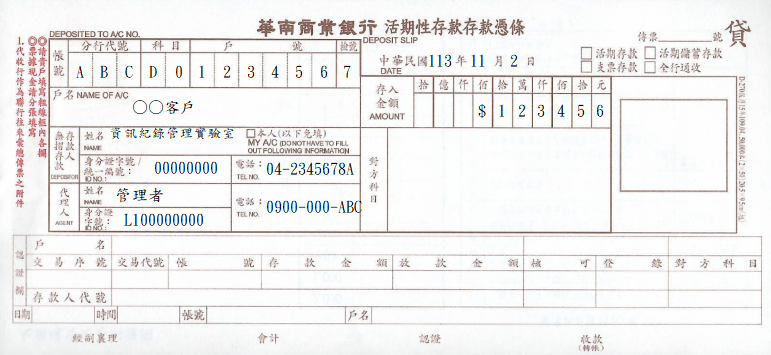 華南商業銀行 活期性存款存款憑條
DEPOSITED TO A/C NO.
DEPOSIT SLIP
傳票 號
貸
分行代號 科目 戶 號 檢號
帳號
A B C D 0 1 2 3 4 5 6 7
中華民國113年11月2日
DATE
活期存款 活期儲蓄存款
支票存款 全行通收
戶名 NAME OF A/C
○○客戶
存入金額
AMOUNT
拾 億 仟 佰 拾 萬 仟 佰 拾 元
$ 1 2 3 4 5 6
無摺存款 存款人
DEPOSITOR
姓名
NAME
資訊紀錄管理實驗室
本人(以下免填)
MY A/C (DO NOT HAVE TO FILL OUT FOLLOWING INFORMATION
身分證字號/統一編號:
ID NO.:
00000000
電話:
TEL NO.
04-2345678A
代理人
AGENT
姓名
NAME
管理者
身分證字號:
ID NO.:
L100000000
電話:
TEL NO.
0900-000-ABC
對方科目
◎◎請貴戶填寫粗線框內各欄
票據現金請分張填寫
1.代收行作為聯行往來彙總傳票之附件
認證欄
戶 名
交易序號 交易代號 帳 號 存款金額 放款金額 核可 登錄 對方科目
存款人代號
日期 時間 帳號 戶名
經副襄理 會計 認證 收款
(轉帳)